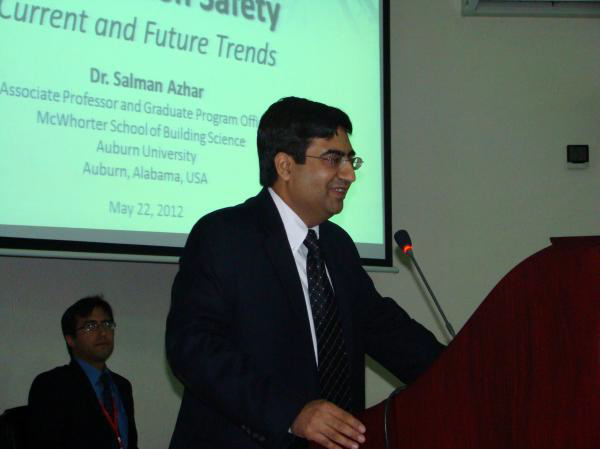 Safety
Current and Future Trends
Dr. Salman Azhar
Associate Professor and Graduate Program
McWhorter School of Building Science
Auburn University
Auburn, Alabama, USA
May 22, 2012